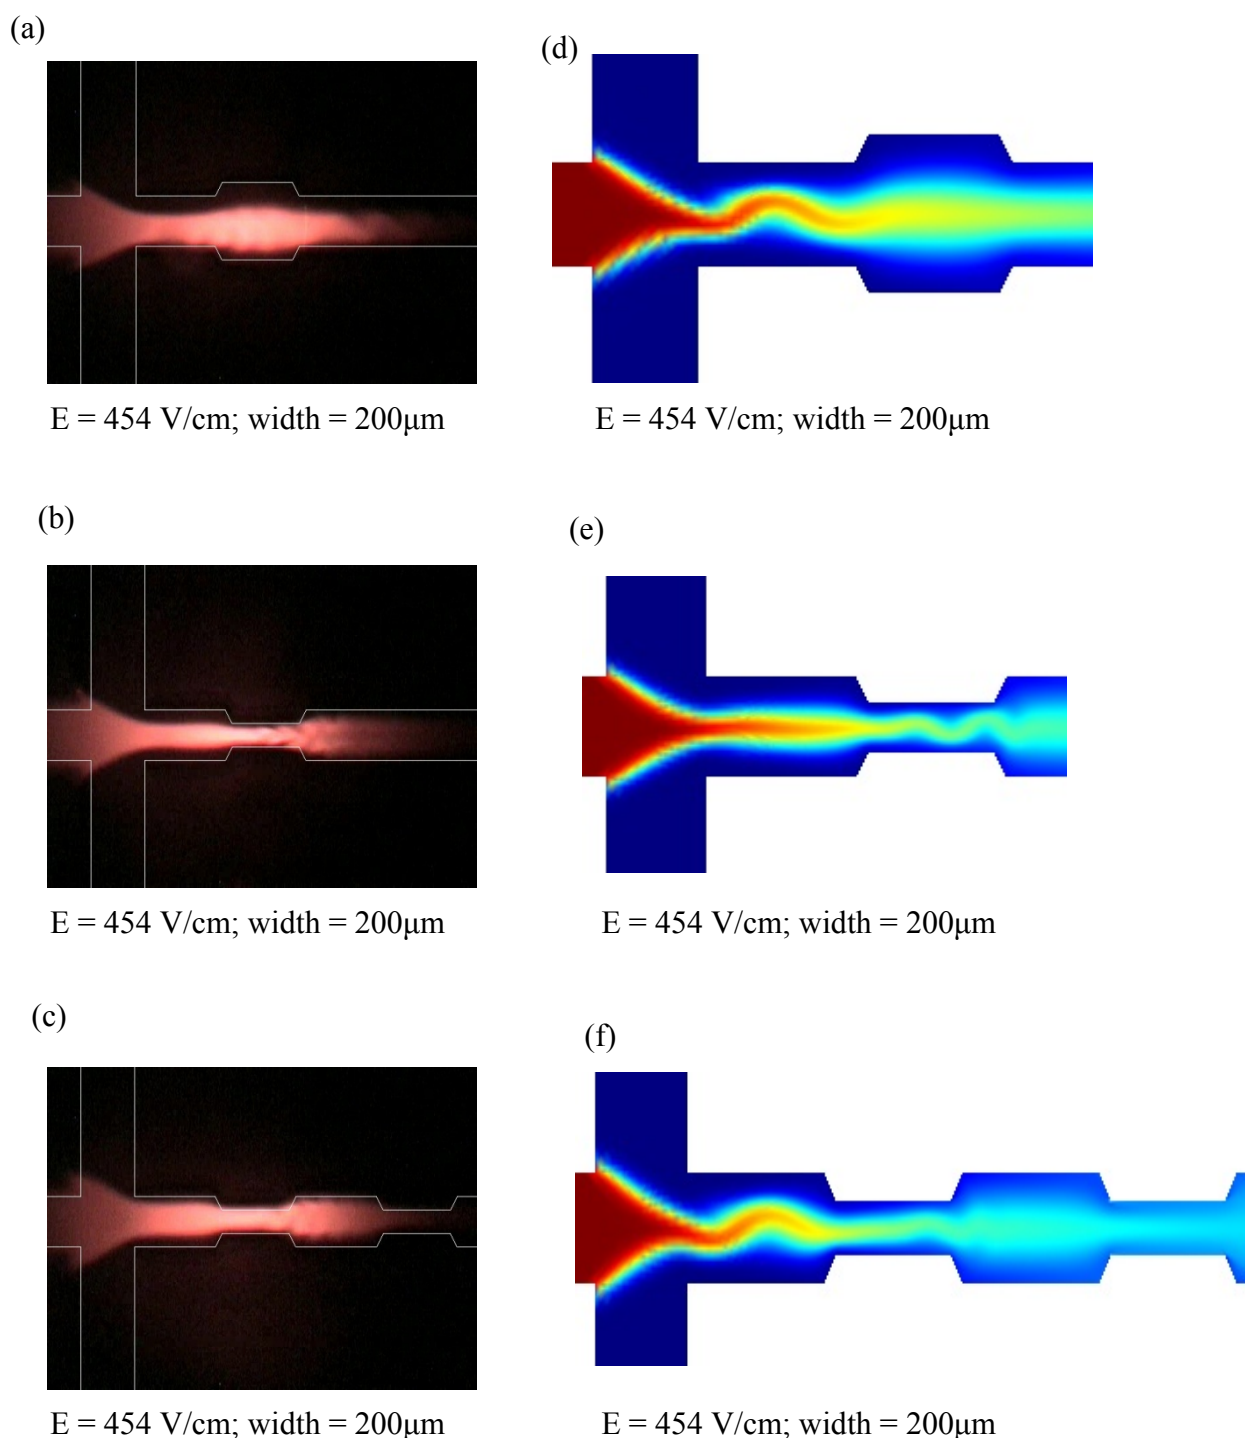 (a)
(d)
E = 454 V/cm; width = 200μm
E = 454 V/cm; width = 200μm
(b)
(e)
E = 454 V/cm; width = 200μm
E = 454 V/cm; width = 200μm
(c)
(f)
E = 454 V/cm; width = 200μm
E = 454 V/cm; width = 200μm